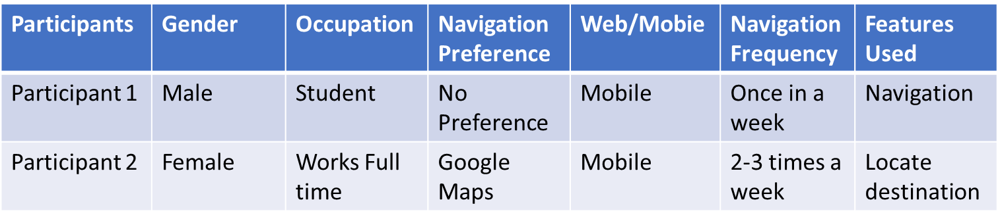 Participants Gender Occupation Navigation Preference Web/Mobie Navigation Frequency Features Used
Participant 1 Male Student No Preference Mobile Once in a week Navigation
Participant 2 Female Works Full time Google Maps Mobile 2-3 times a week Locate destination